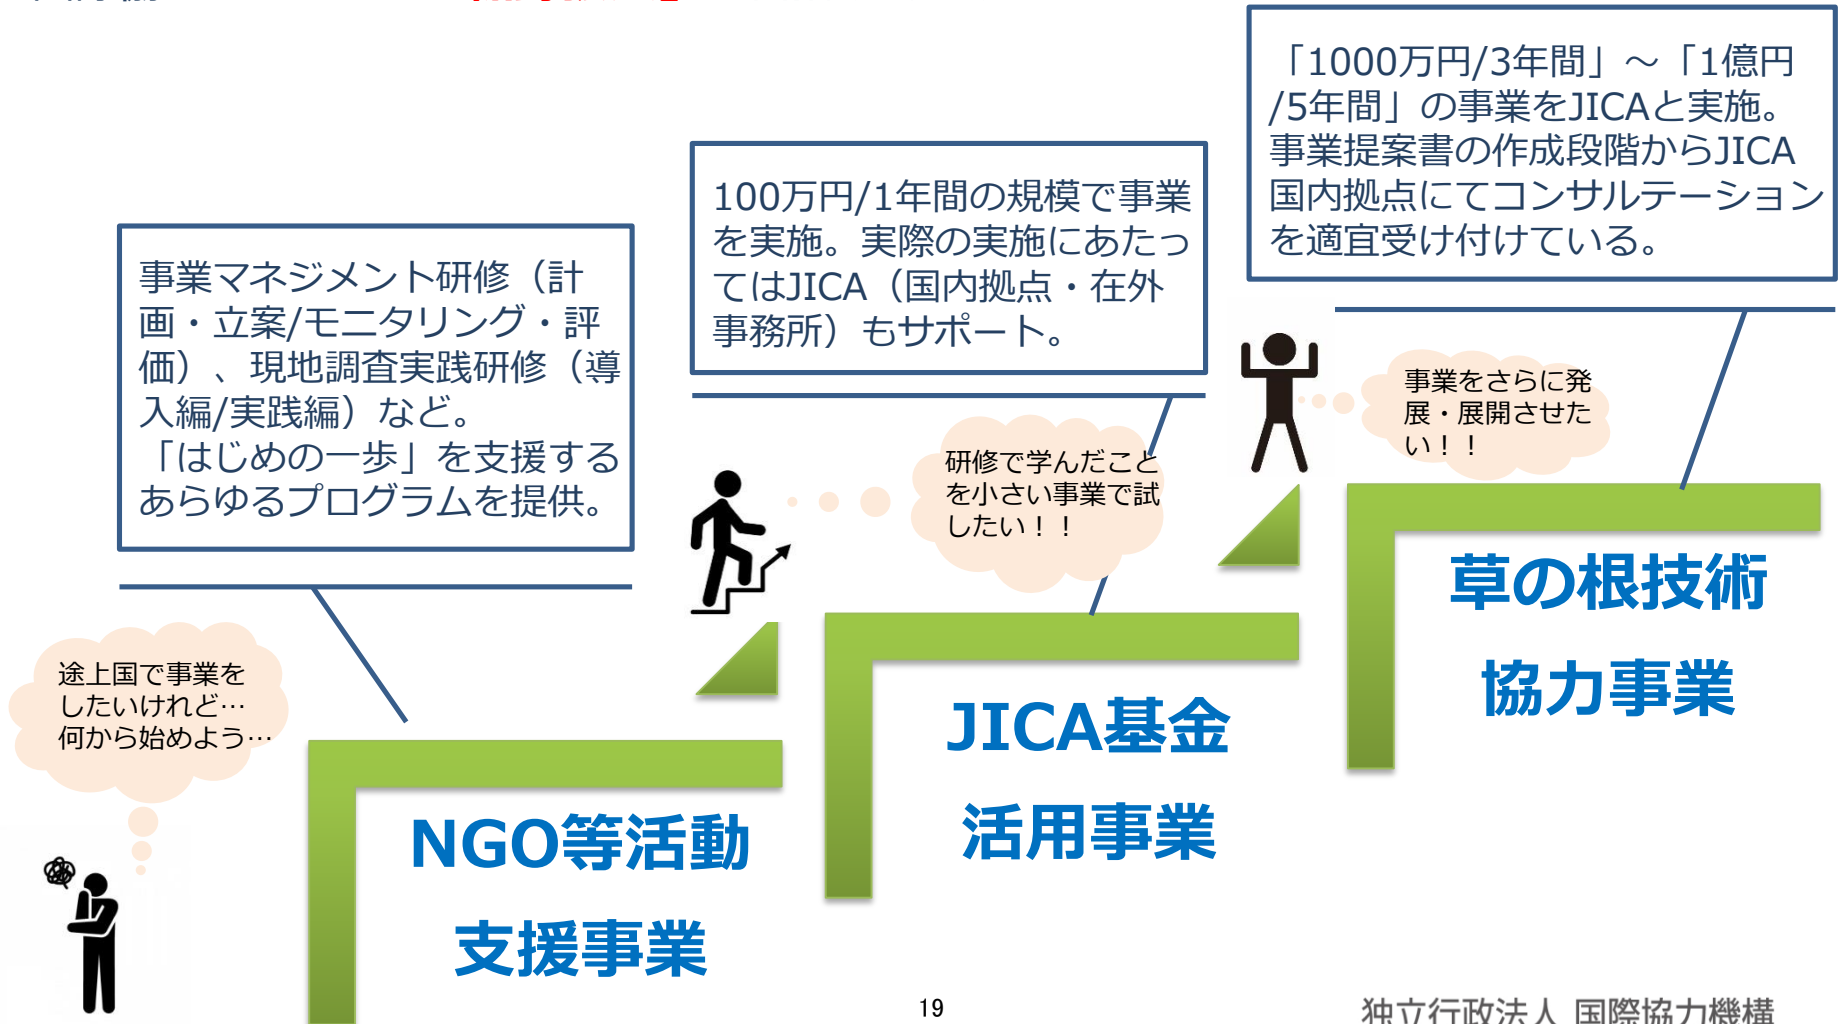 事業マネジメント研修（計
画・立案/モニタリング・評
価）、現地調査実践研修（導
入編/実践編）など。
「はじめの一歩」を支援する
あらゆるプログラムを提供。
100万円/1年間の規模で事業
を実施。実際の実施にあたっ
てはJICA（国内拠点・在外
事務所）もサポート。
「1000万円/3年間」～「1億円
/5年間」の事業をJICAと実施。
事業提案書の作成段階からJICA
国内拠点にてコンサルテーション
を適宜受け付けている。
途上国で事業を
したいけれど…
何から始めよう…
研修で学んだこと
を小さい事業で試
したい！！
事業をさらに発
展・展開させた
い！！
NGO等活動
支援事業
JICA基金
活用事業
草の根技術
協力事業
19
独立行政法人 国際協力機構